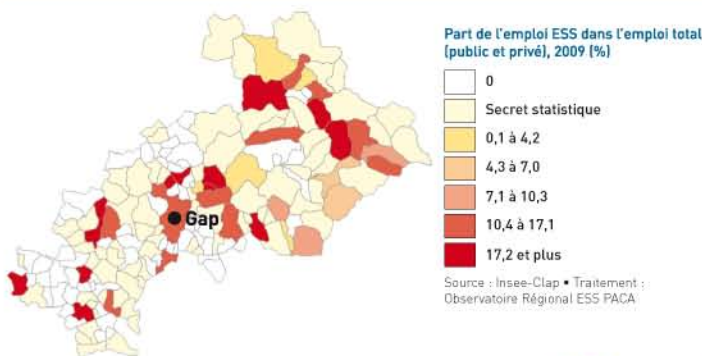 Part de l'emploi ESS dans l'emploi total
(public et privé), 2009 (%)
0
Secret statistique
0,1 à 4,2
4,3 à 7,0
7,1 à 10,3
10,4 à 17,1
17,2 et plus
Source : Insee-Clap • Traitement :
Observatoire Régional ESS PACA
Gap